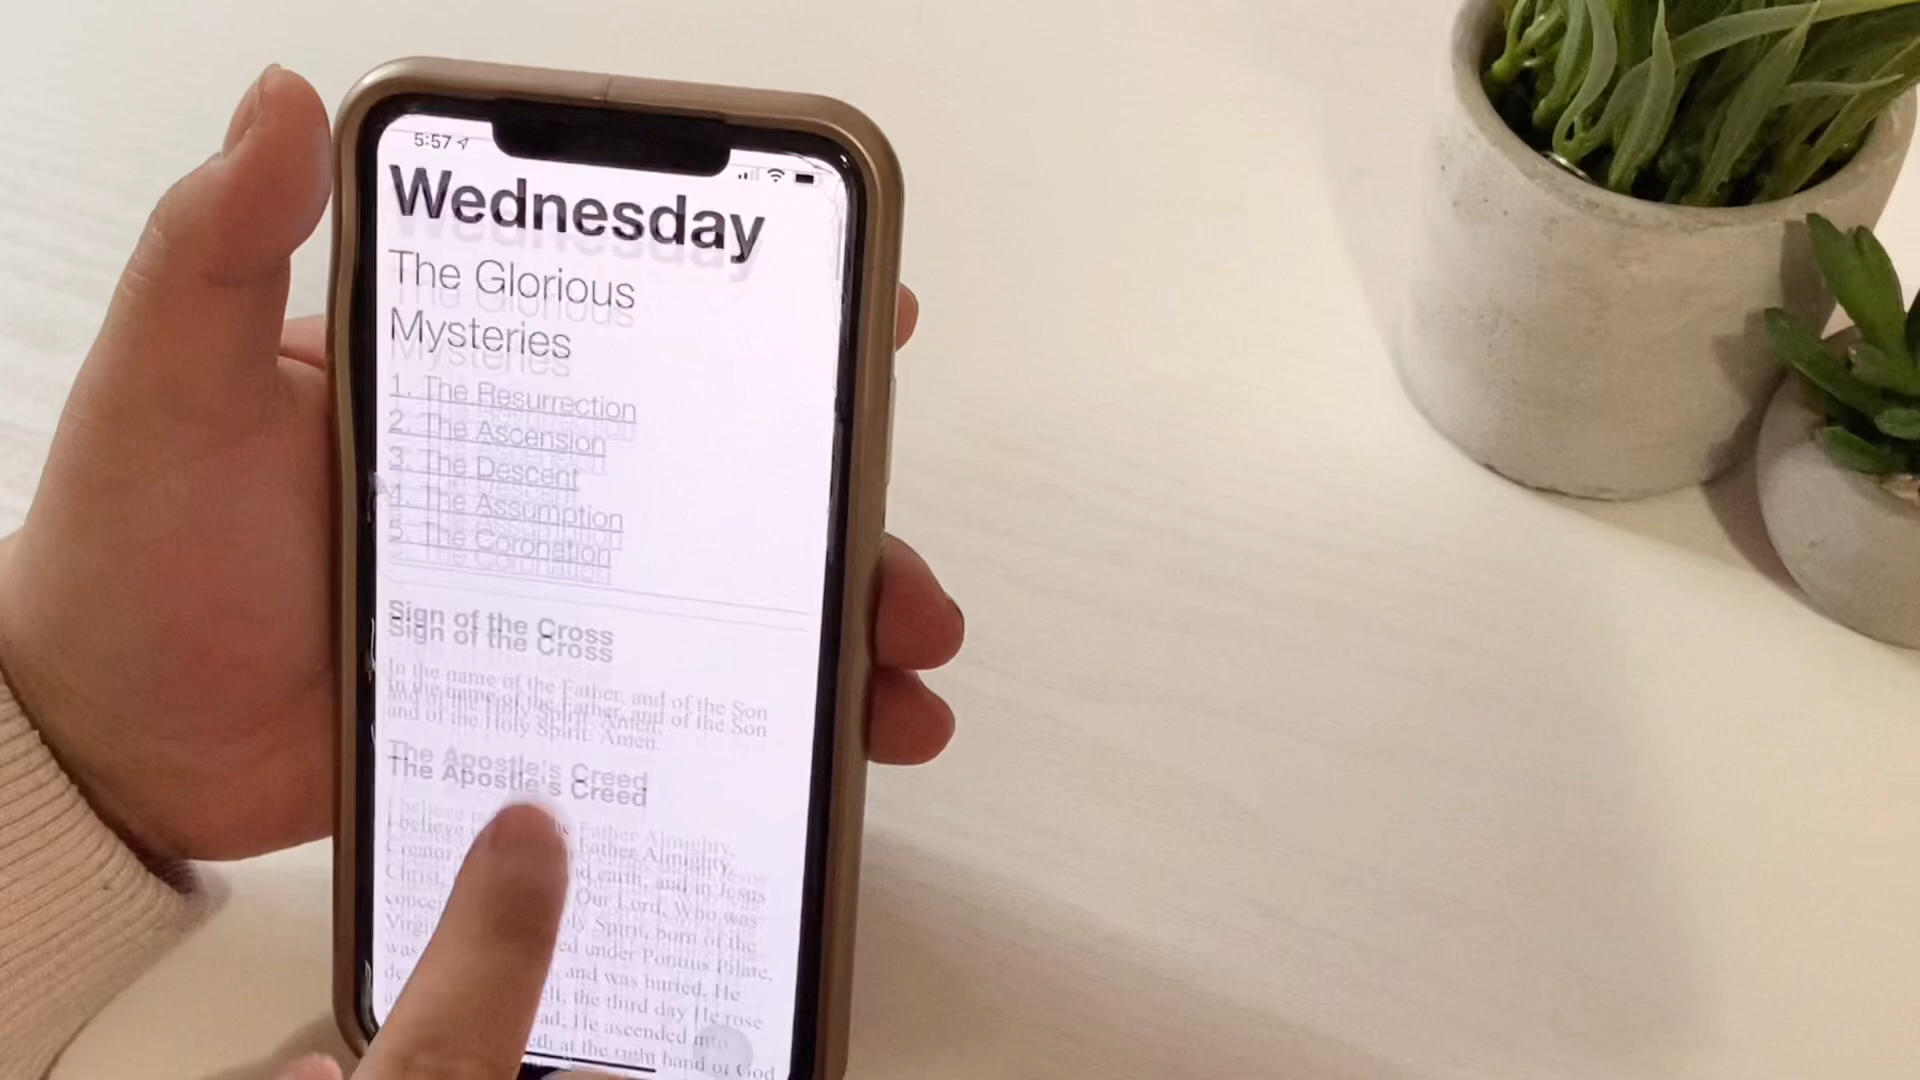 5:57
Wednesday
The Glorious
Mysteries
1. The Resurrection
2. The Ascension
3. The Descent
4. The Assumption
5. The Coronation
Sign of the Cross
In the name of the Father, and of the Son
and of the Holy Spirit. Amen.
The Apostle's Creed
I believe Father Almighty,
Creator earth, and in Jesus
Christ, Our Lord, Who was
Spirit, born of the
under Pontius Pilate,
and was buried. He
the third day He rose
He ascended into
at the right hand of God